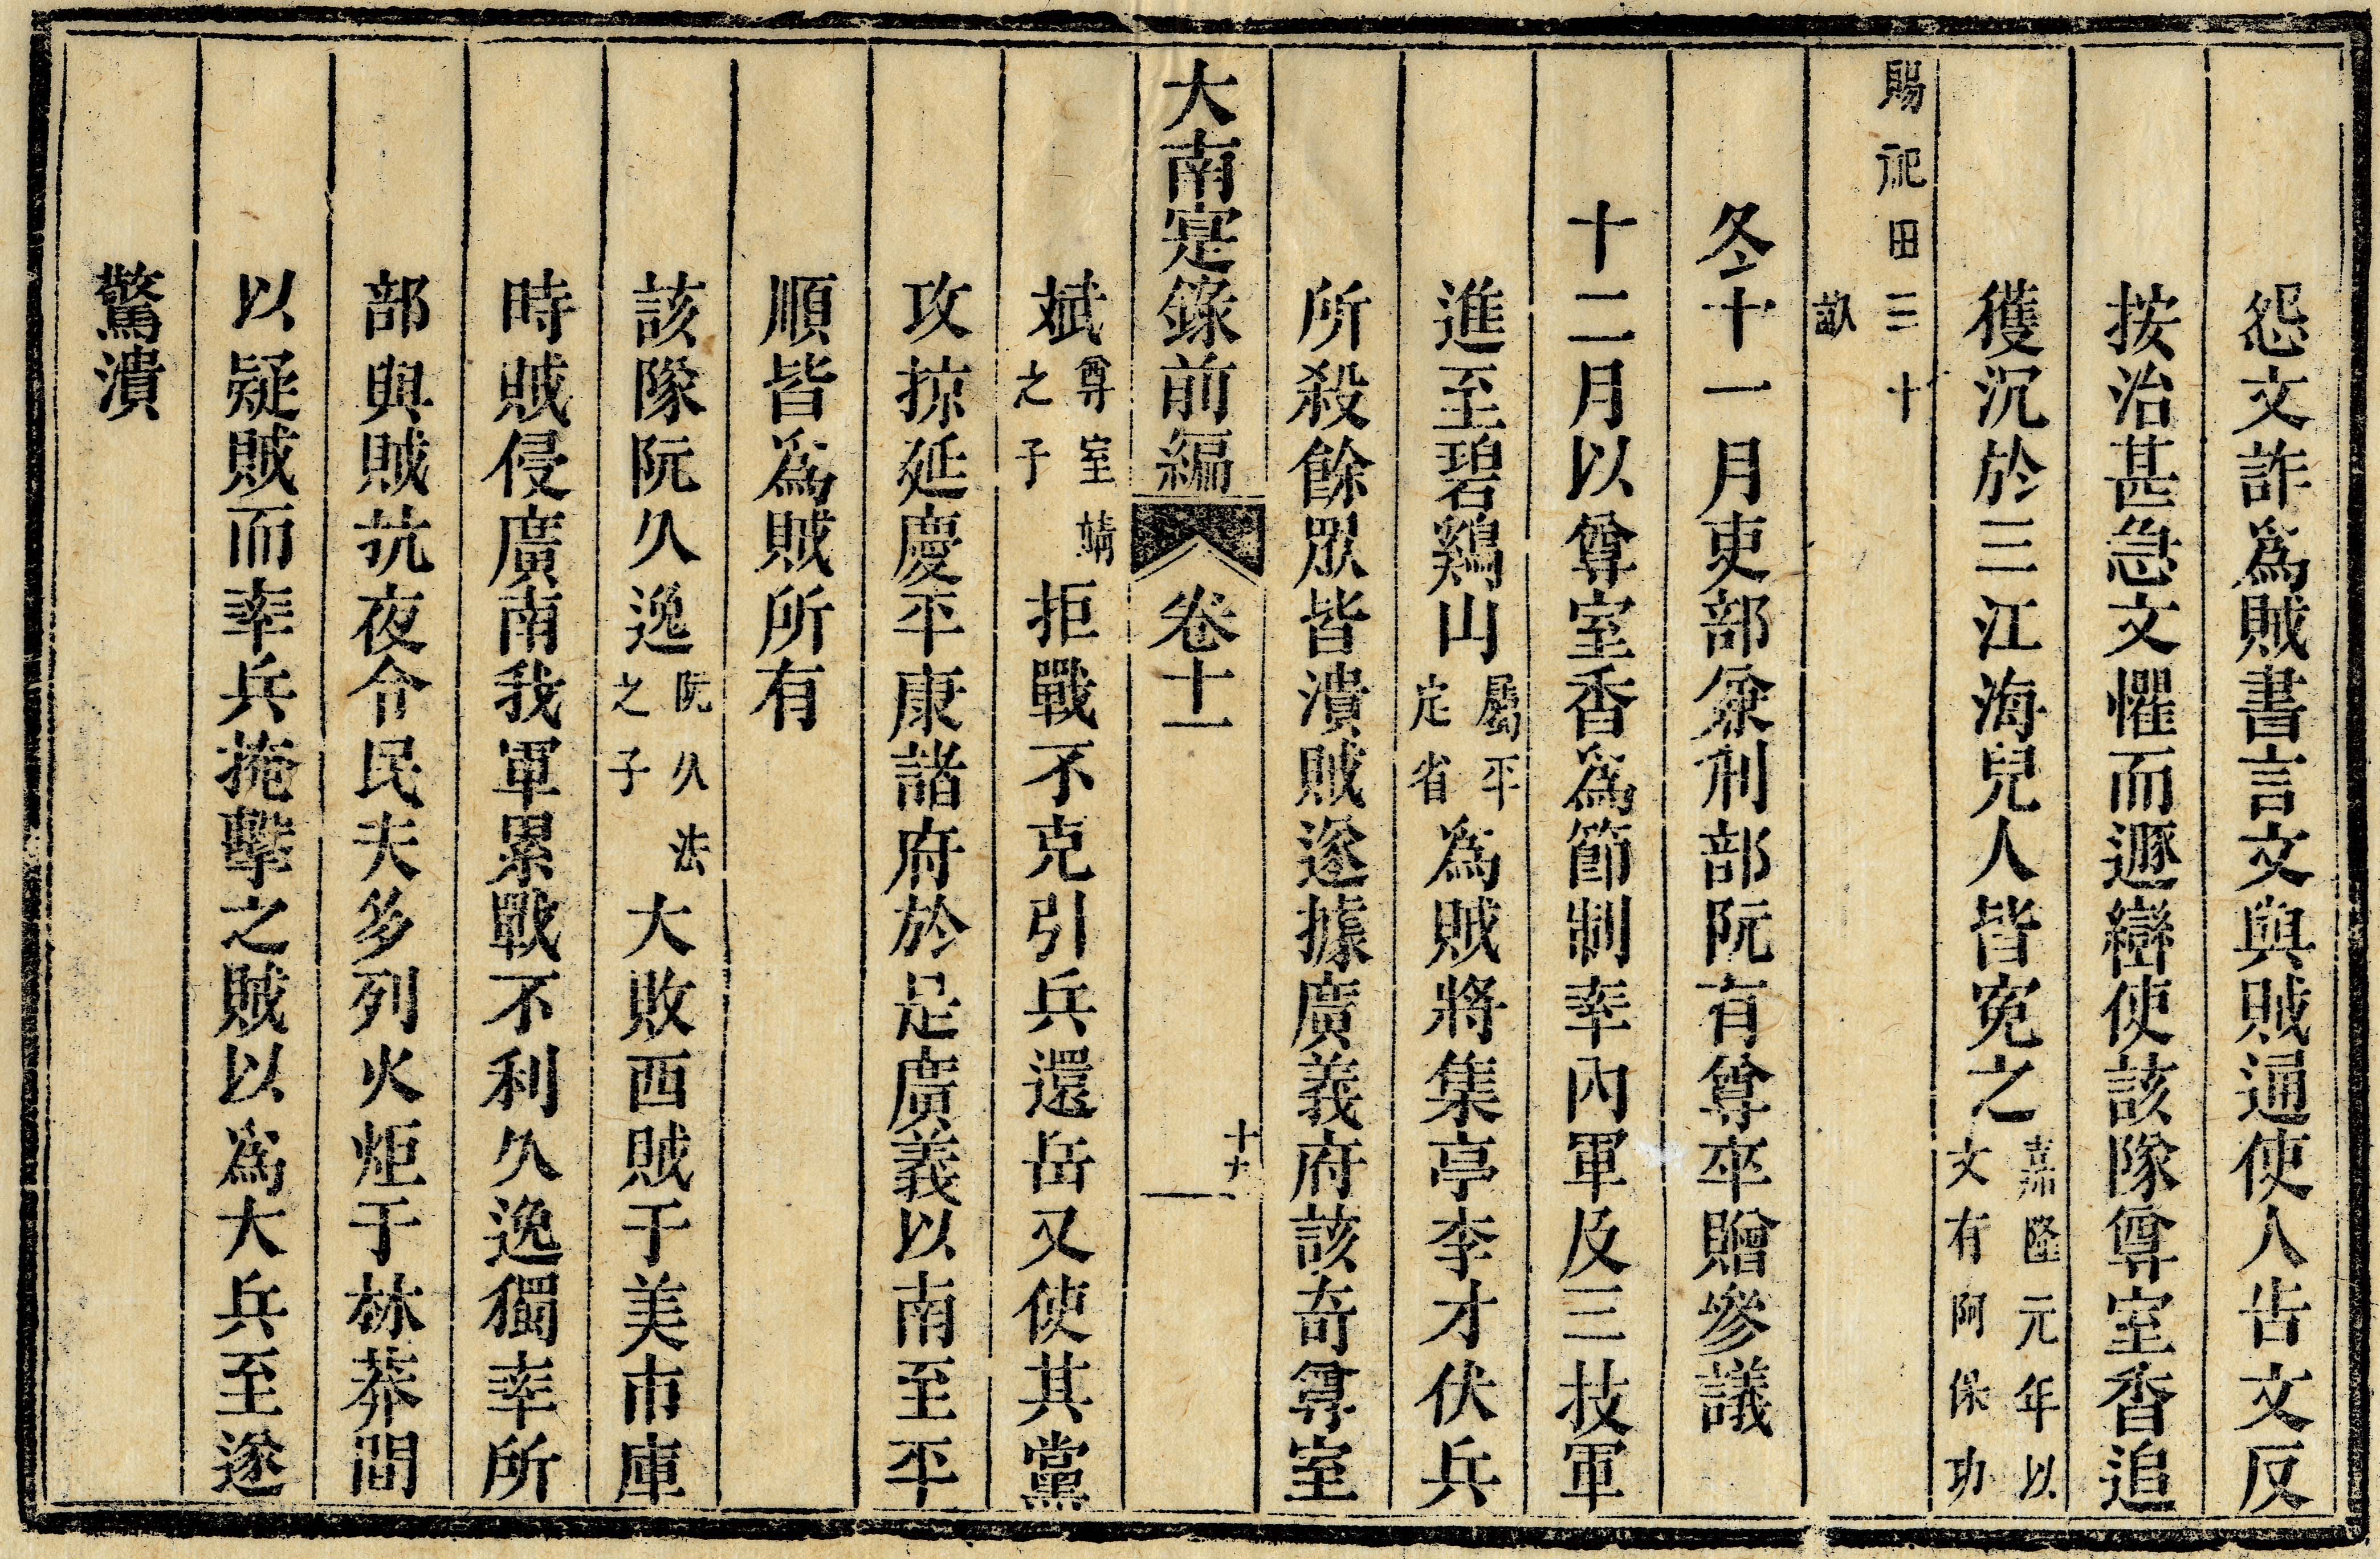 怨文詐爲賊書言文與賊通使人告文反
按治甚急文懼而遯巒使該隊尊室香追
獲沉於三江海兒人皆寃之嘉隆元年以文有阿保功
賜祀田三十畝
冬十一月吏部兼刑部阮有尊卒贈參議
十二月以尊室香爲節制率內軍及三技軍
進至碧鷄山屬平定省爲賊將集亭李才伏兵
所殺餘眾皆潰賊遂據廣義府該奇尊室
大南寔錄前編 卷十一 十九
斌尊室婧之子拒戰不克引兵還岳又使其黨
攻掠延慶平康諸府於是廣義以南至平
順皆爲賊所有
該隊阮久逸阮久法之子大敗西賊于美市庫
時賊侵廣南我軍累戰不利久逸獨率所
部與賊抗夜令民夫多列火炬于林莽間
以疑賊而率兵掩擊之賊以爲大兵至遂
驚潰